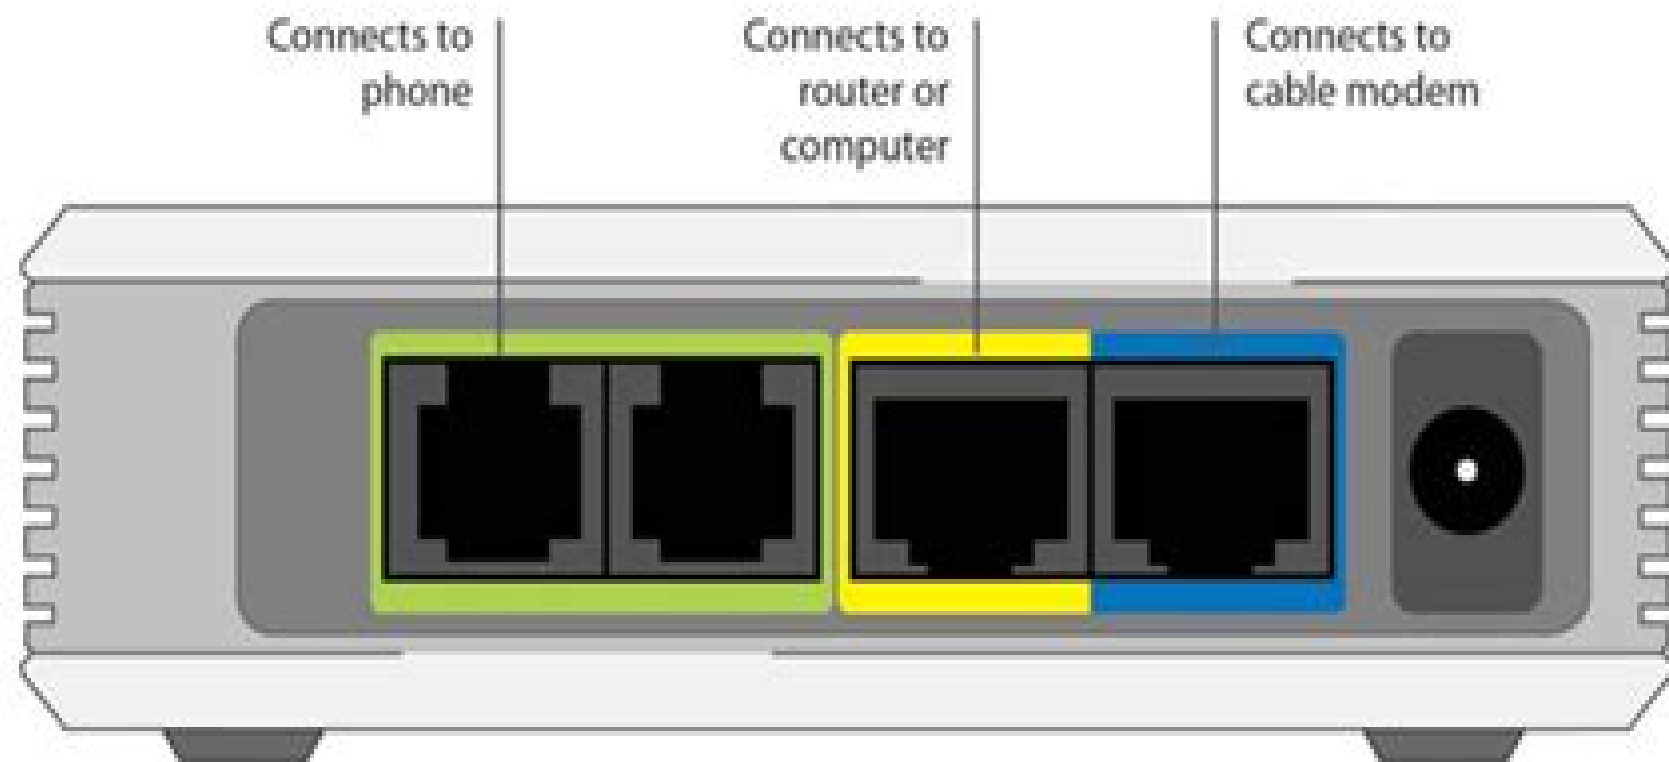 Connects to
phone
Connects to
router or
computer
Connects to
cable modem